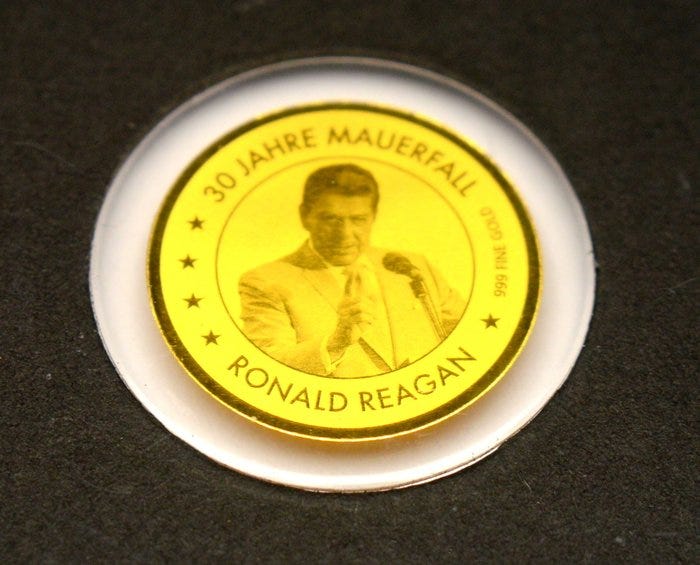 30 JAHRE MAUERFALL
999 FINE GOLD
RONALD REAGAN